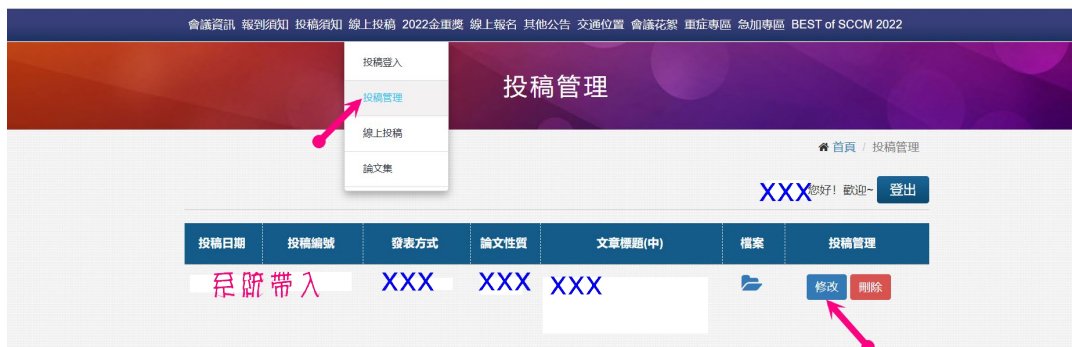 會議資訊 報到須知 投稿須知 線上投稿 2022金重獎 線上報名 其他公告 交通位置 會議花絮 重症專區 急加專區 BEST of SCCM 2022
投稿登入
投稿管理
線上投稿
論文集
投稿管理
首頁 / 投稿管理
XXX您好! 歡迎~ 登出
投稿日期 投稿編號 發表方式 論文性質 文章標題(中) 檔案 投稿管理
系統帶入 XXX XXX XXX 修改 刪除